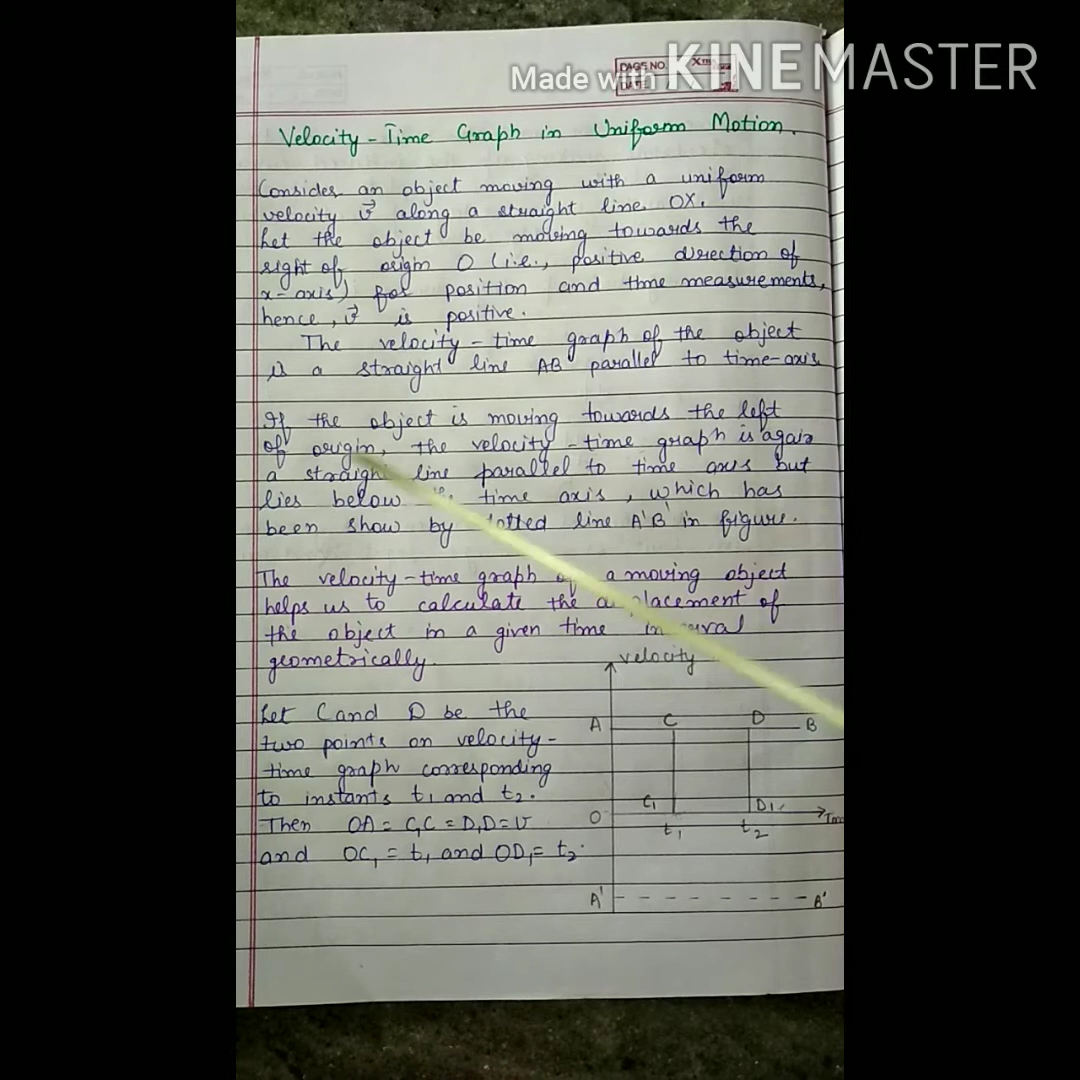 Made with KINEMASTER
PAGE NO. XTH
DATE
Velocity-Time Graph in Uniform Motion.
Consider an object moving with a uniform
velocity v⃗ along a straight line OX.
Let the object be moving towards the
right of origin O (i.e., positive direction of
x-axis) for position and time measurements,
hence, v⃗ is positive.
The velocity-time graph of the object
is a straight line AB parallel to time-axis
If the object is moving towards the left
of origin, the velocity-time graph is again
a straight line parallel to time axis but
lies below time axis, which has
been show by dotted line A'B' in figure.
The velocity-time graph of a moving object
helps us to calculate the displacement of
the object in a given time interval
geometrically.
Let C and D be the
two points on velocity-
time graph corresponding
to instants t1 and t2.
Then OA = C1C = D1D = v
and OC1 = t1 and OD1 = t2.
velocity
A C D B
C1 D1
O
t1 t2
A' B'